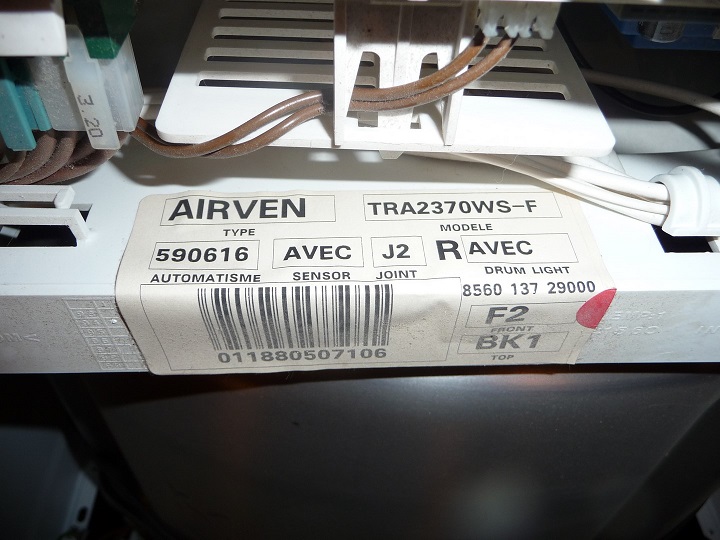 3.20
AIRVEN TRA2370WS-F
TYPE MODELE
590616 AVEC J2 R AVEC
AUTOMATISME SENSOR JOINT DRUM LIGHT
8560 137 29000
F2
FRONT
BK1
TOP
011880507106